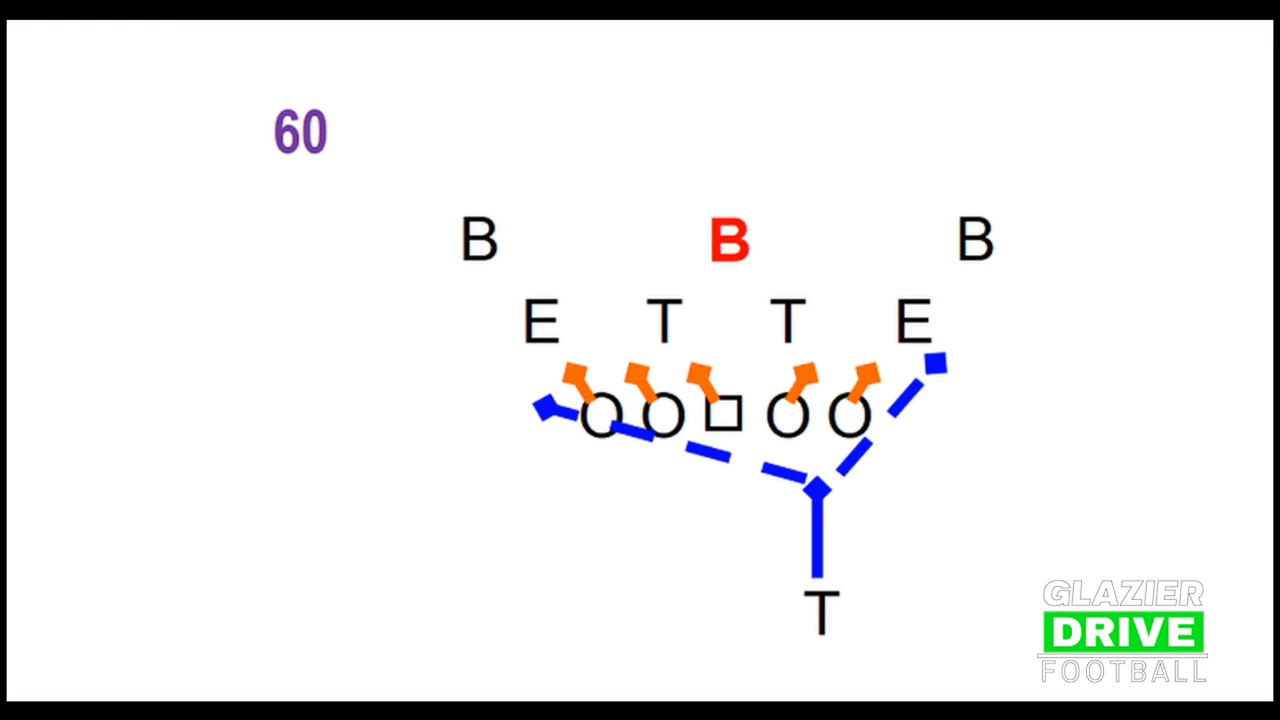 60
B B B
E T T E
T
GLAZIER
DRIVE
FOOTBALL